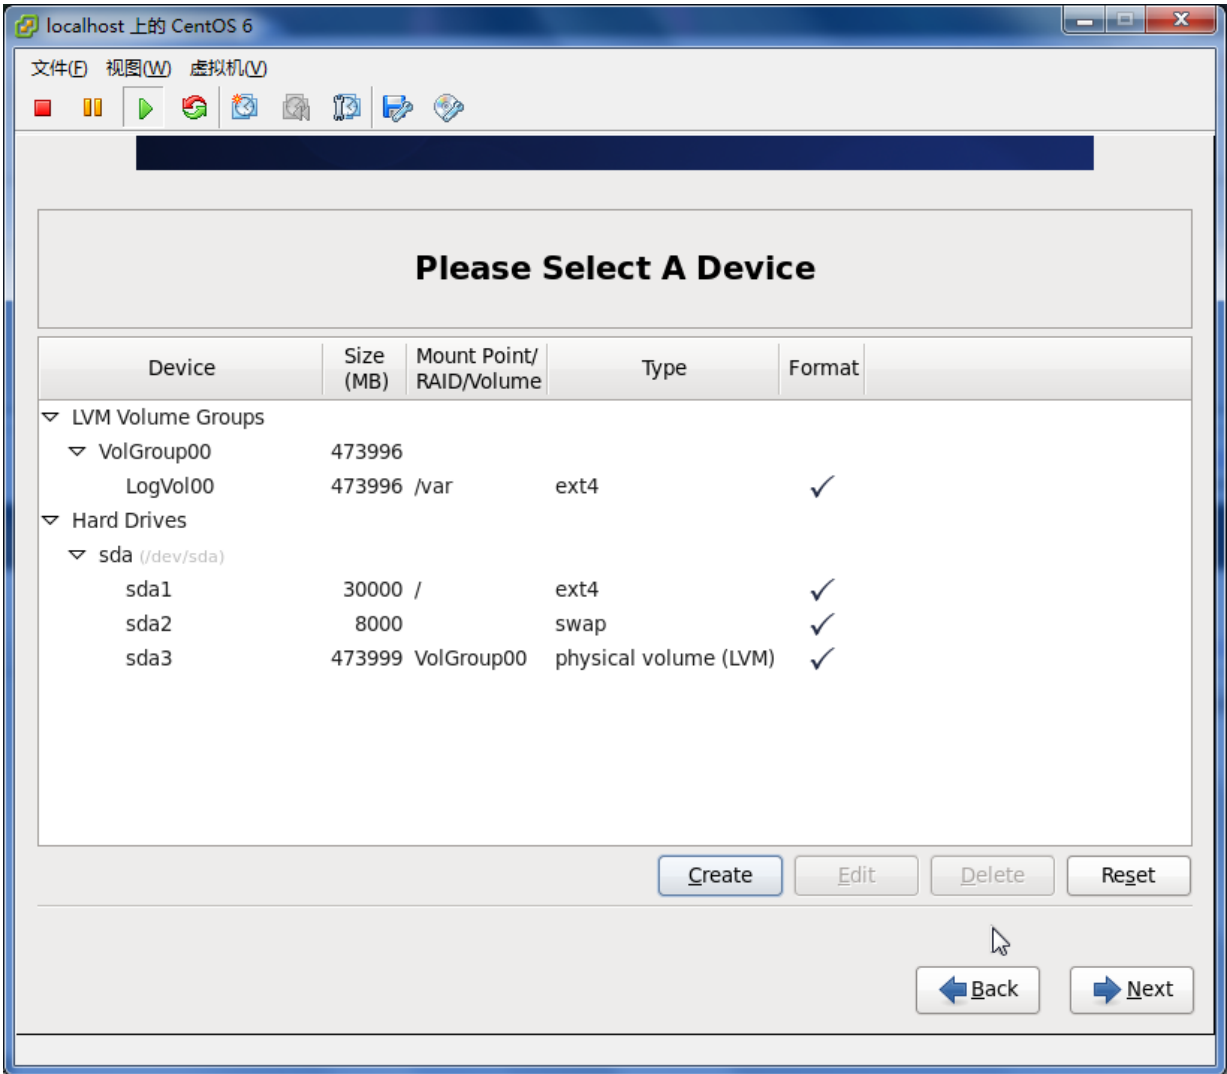 localhost 上的 CentOS 6
文件(F) 视图(W) 虚拟机(V)
Please Select A Device
Device Size (MB) Mount Point/ RAID/Volume Type Format
LVM Volume Groups
VolGroup00 473996
LogVol00 473996 /var ext4
Hard Drives
sda (/dev/sda)
sda1 30000 / ext4
sda2 8000 swap
sda3 473999 VolGroup00 physical volume (LVM)
Create Edit Delete Reset
Back Next